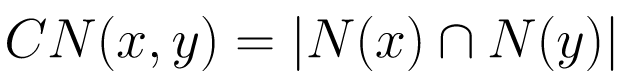 CN(x, y) = |N(x) ∩ N(y)|